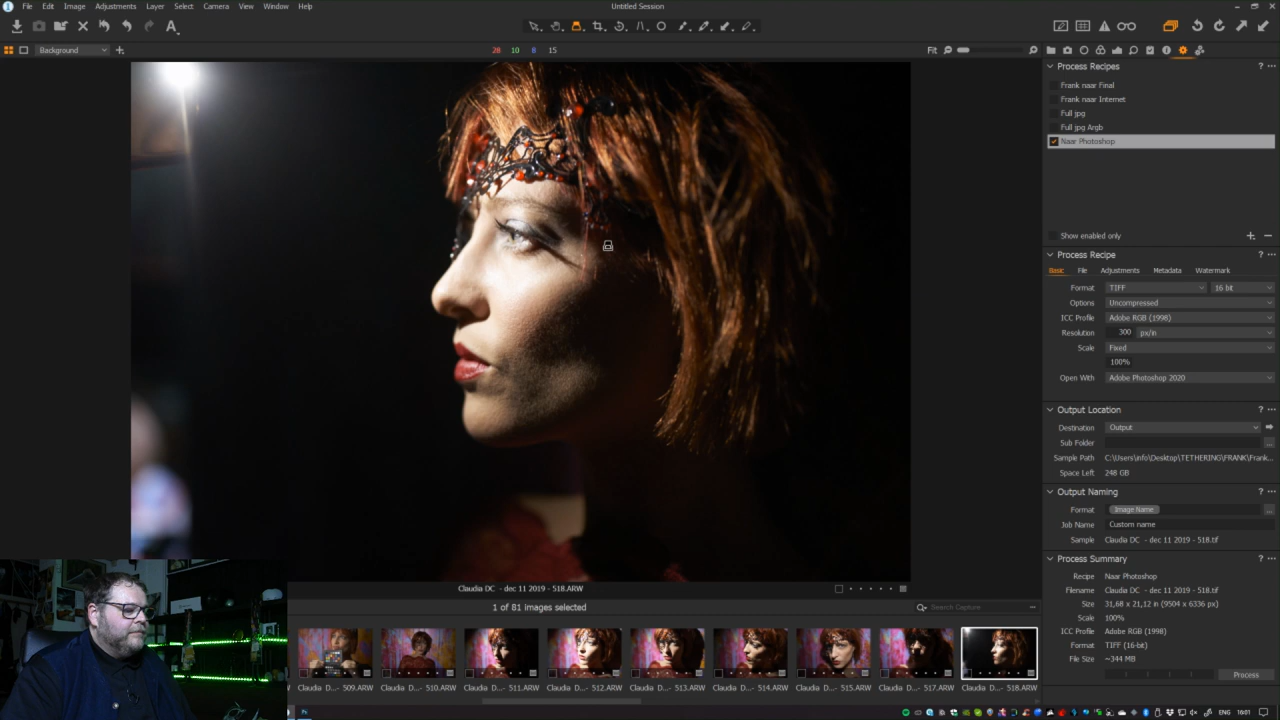 File Edit Image Adjustments Layer Select Camera View Window Help
Untitled Session
Background
28 10 8 15
Fit
Process Recipes
Frank naar Final
Frank naar Internet
Full jpg
Full jpg Argb
Naar Photoshop
Show enabled only
Process Recipe
Basic File Adjustments Metadata Watermark
Format TIFF 16 bit
Options Uncompressed
ICC Profile Adobe RGB (1998)
Resolution 300 px/in
Scale Fixed
100%
Open With Adobe Photoshop 2020
Output Location
Destination Output
Sub Folder
Sample Path C:\Users\info\Desktop\TETHERING\FRANK\Frank...
Space Left 248 GB
Output Naming
Format Image Name
Job Name Custom name
Sample Claudia DC - dec 11 2019 - 518.tif
Process Summary
Recipe Naar Photoshop
Filename Claudia DC - dec 11 2019 - 518.tif
Size 31,68 x 21,12 in (9504 x 6336 px)
Scale 100%
ICC Profile Adobe RGB (1998)
Format TIFF (16-bit)
File Size ~344 MB
Process
Claudia DC - dec 11 2019 - 518.ARW
1 of 81 images selected
Search Capture
Claudia D...- 509.ARW
Claudia D...- 510.ARW
Claudia D...- 511.ARW
Claudia D...- 512.ARW
Claudia D...- 513.ARW
Claudia D...- 514.ARW
Claudia D...- 515.ARW
Claudia D...- 517.ARW
Claudia D...- 518.ARW
ENG 16:01